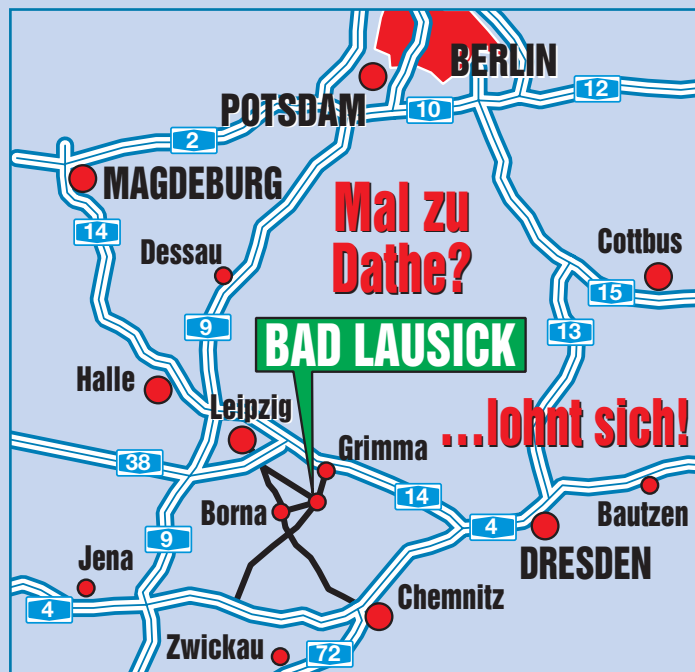 BERLIN
POTSDAM
12
10
2
MAGDEBURG
14
Mal zu
Dathe?
Dessau
Cottbus
15
9
13
BAD LAUSICK
Halle
Leipzig
...lohnt sich!
Grimma
38
14
Borna
4
Bautzen
9
Jena
DRESDEN
4
Chemnitz
Zwickau
72